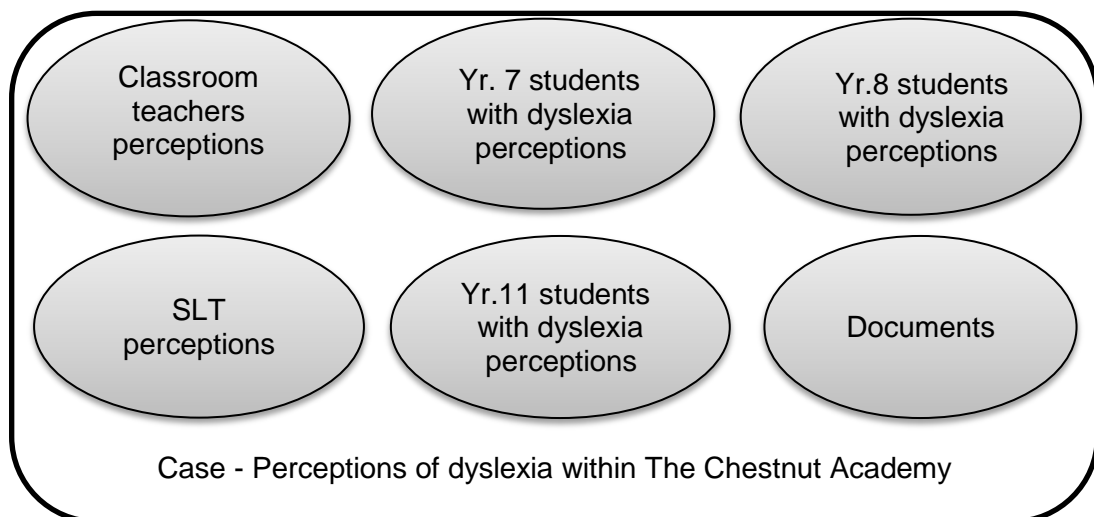 Classroom
teachers
perceptions
Yr. 7 students
with dyslexia
perceptions
Yr.8 students
with dyslexia
perceptions
SLT
perceptions
Yr.11 students
with dyslexia
perceptions
Documents
Case - Perceptions of dyslexia within The Chestnut Academy